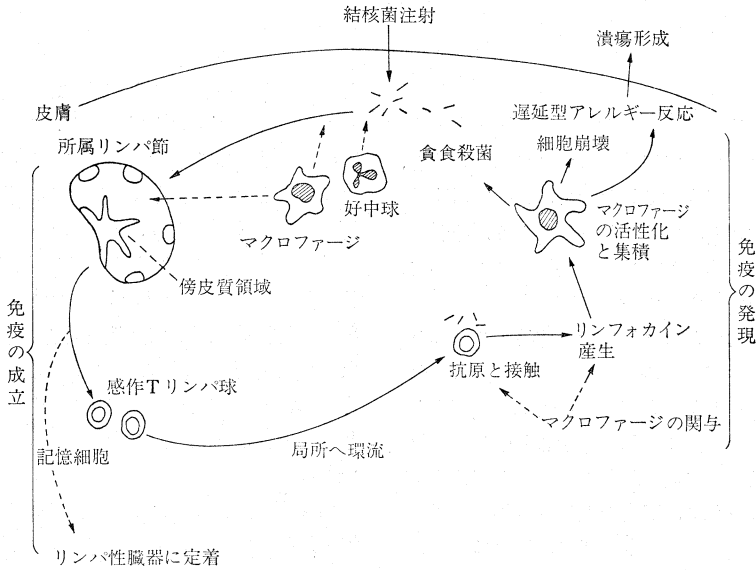 結核菌注射
潰瘍形成
皮膚
遅延型アレルギー反応
所属リンパ節
細胞崩壊
貪食殺菌
好中球
マクロファージ
マクロファージ
の活性化
と集積
傍皮質領域
免疫の成立
免疫の発現
リンフォカイン
産生
抗原と接触
感作Tリンパ球
マクロファージの関与
局所へ環流
記憶細胞
リンパ性臓器に定着